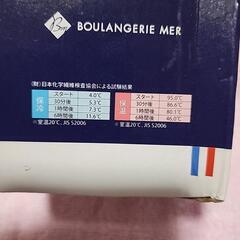 BOULANGERIE MER
(財)日本化学繊維検査協会による試験結果
保冷 スタート 4.0℃ 保温 スタート 95.0℃
30分後 5.3℃ 30分後 86.6℃
1時間後 7.3℃ 1時間後 80.1℃
6時間後 11.6℃ 6時間後 46.0℃
※室温20℃、JIS S2006 ※室温20℃、JIS S2006